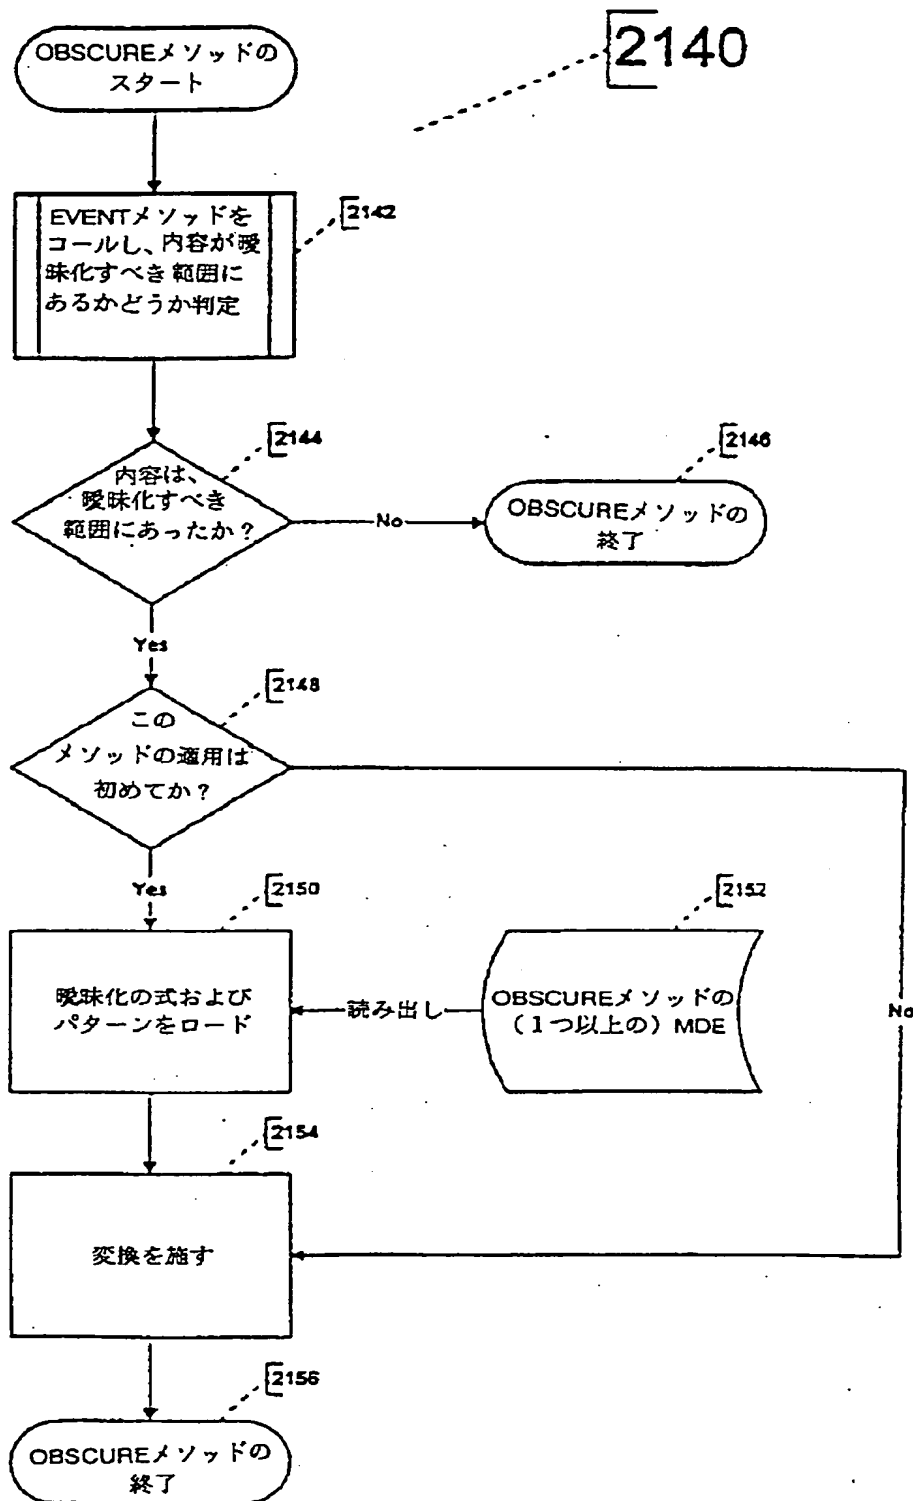 2140
OBSCUREメソッドの
スタート
2142
EVENTメソッドを
コールし、内容が曖
昧化すべき範囲に
あるかどうか判定
2144
内容は、
曖昧化すべき
範囲にあったか？
No
2146
OBSCUREメソッドの
終了
Yes
2148
この
メソッドの適用は
初めてか？
No
Yes
2150
曖昧化の式および
パターンをロード
読み出し
2152
OBSCUREメソッドの
（1つ以上の）MDE
2154
変換を施す
2156
OBSCUREメソッドの
終了